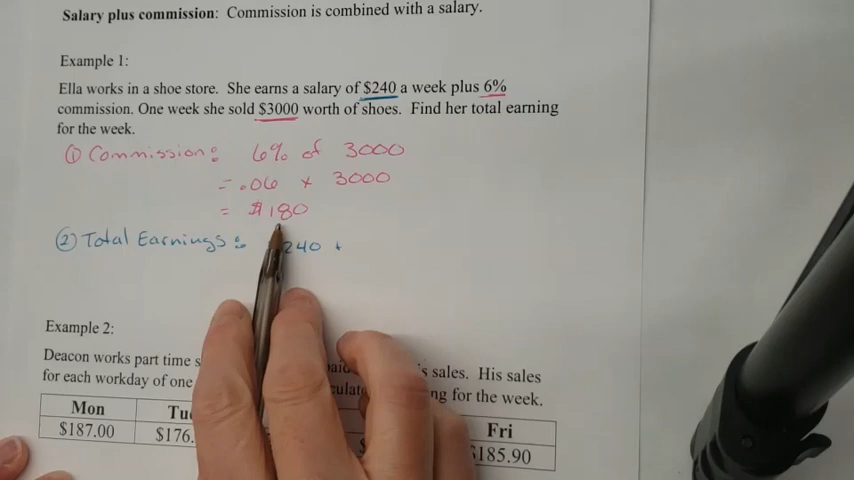 Salary plus commission: Commission is combined with a salary.
Example 1:
Ella works in a shoe store. She earns a salary of $240 a week plus 6%
commission. One week she sold $3000 worth of shoes. Find her total earning
for the week.
① Commission: 6% of 3000
= .06 x 3000
= $180
② Total Earnings: 240 +
Example 2:
Deacon works part time sales. His sales
for each workday of one ng for the week.
Mon Fri
$187.00 $176. $185.90